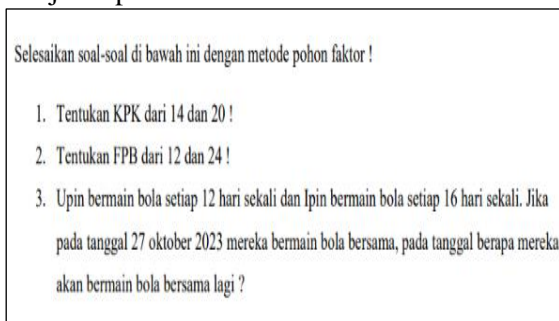 Selesaikan soal-soal di bawah ini dengan metode pohon faktor !
1. Tentukan KPK dari 14 dan 20 !
2. Tentukan FPB dari 12 dan 24 !
3. Upin bermain bola setiap 12 hari sekali dan Ipin bermain bola setiap 16 hari sekali. Jika
pada tanggal 27 oktober 2023 mereka bermain bola bersama, pada tanggal berapa mereka
akan bermain bola bersama lagi ?